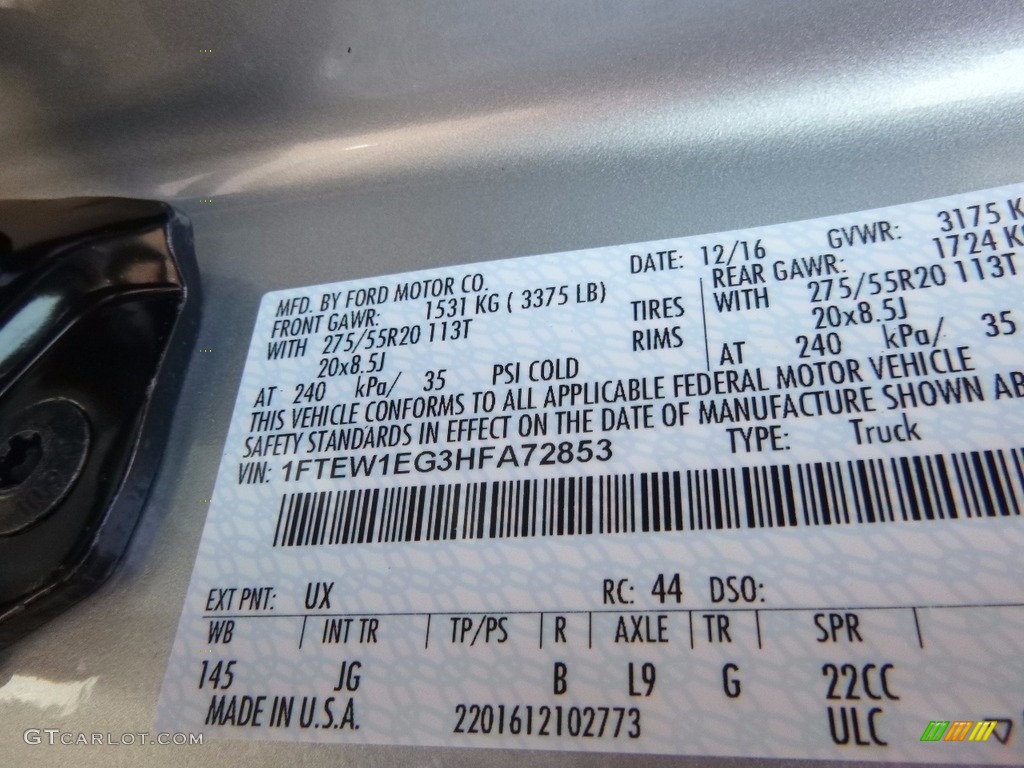 MFD. BY FORD MOTOR CO. DATE: 12/16 GVWR: 3175 K
FRONT GAWR: 1531 KG ( 3375 LB) REAR GAWR: 1724 KG
WITH 275/55R20 113T TIRES WITH 275/55R20 113T
20x8.5J RIMS 20x8.5J
AT 240 kPa/ 35 PSI COLD AT 240 kPa/ 35
THIS VEHICLE CONFORMS TO ALL APPLICABLE FEDERAL MOTOR VEHICLE
SAFETY STANDARDS IN EFFECT ON THE DATE OF MANUFACTURE SHOWN AB
VIN: 1FTEW1EG3HFA72853 TYPE: Truck
EXT PNT: UX RC: 44 DSO:
WB INT TR TP/PS R AXLE TR SPR
145 JG B L9 G 22CC
MADE IN U.S.A. 2201612102773 ULC
GTCARLOT.COM